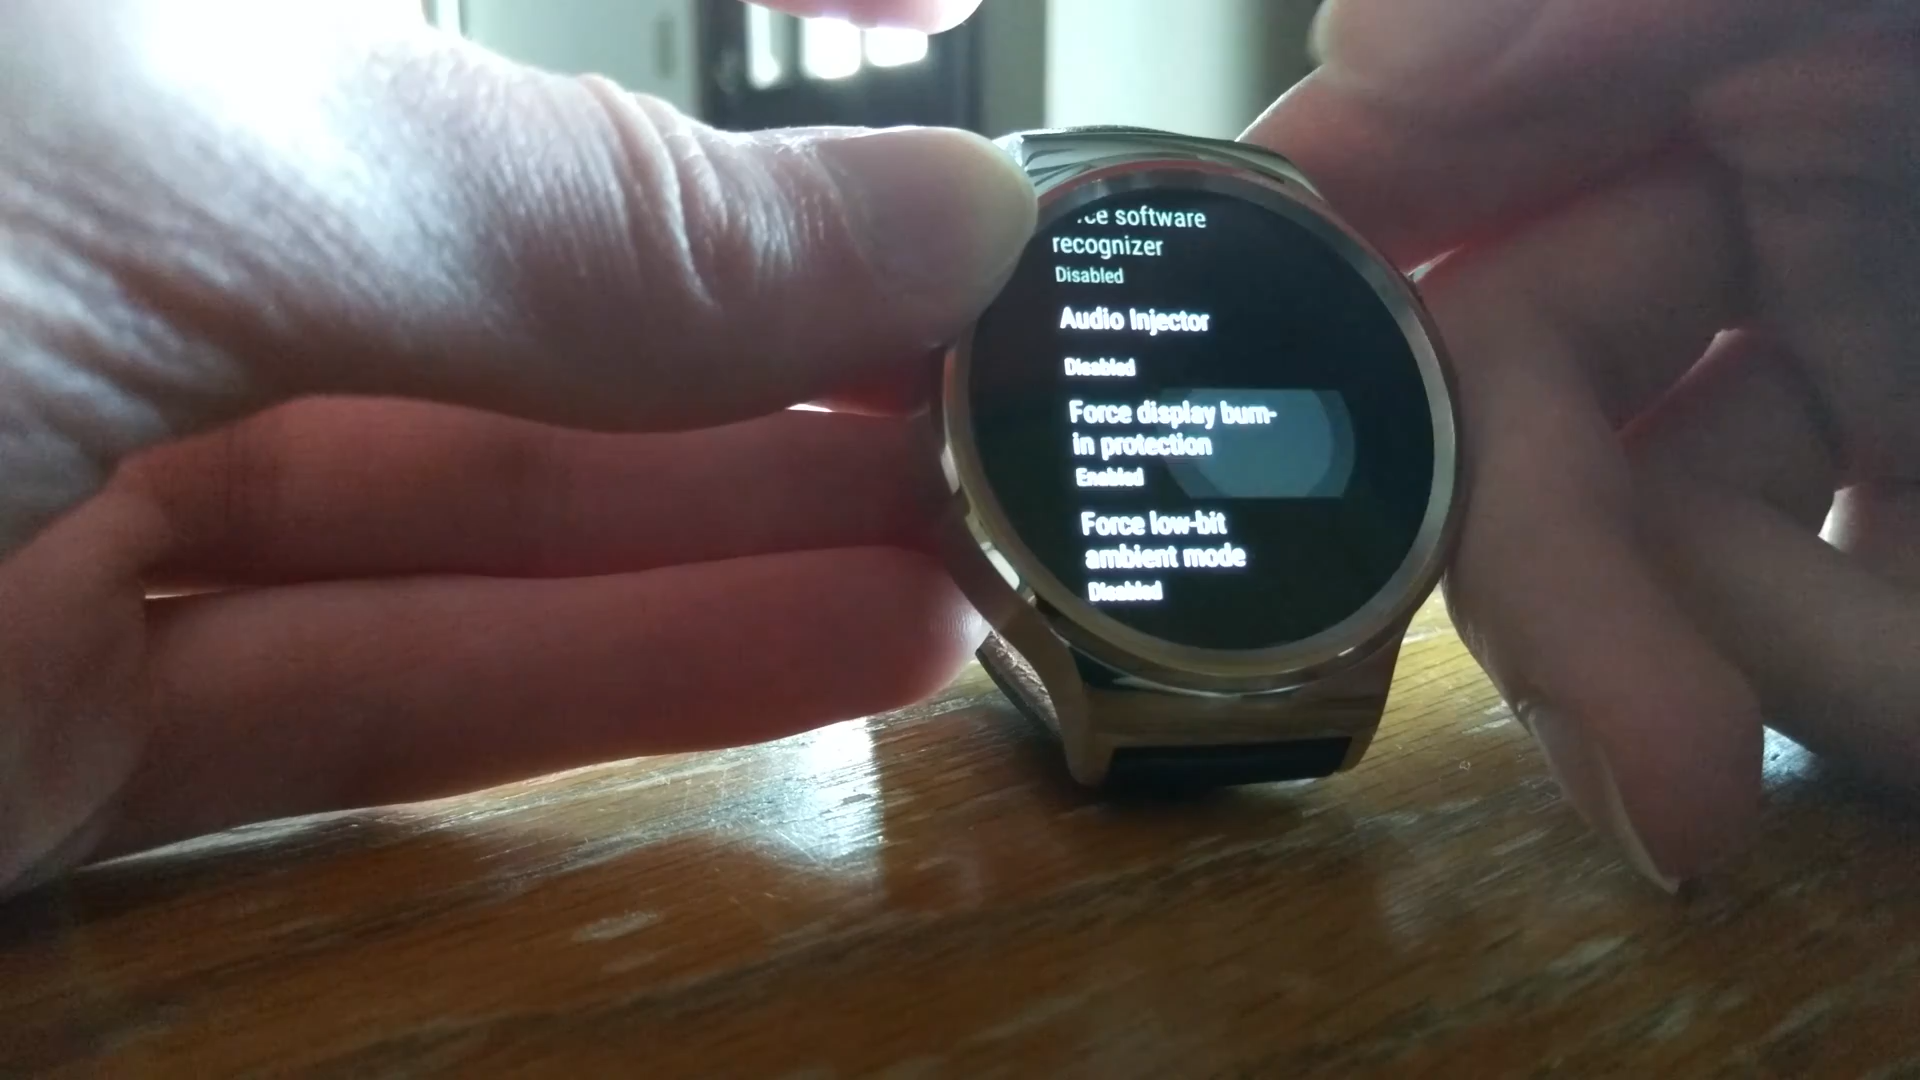 software
recognizer
Disabled
Audio Injector
Disabled
Force display burn-
in protection
Enabled
Force low-bit
ambient mode
Disabled